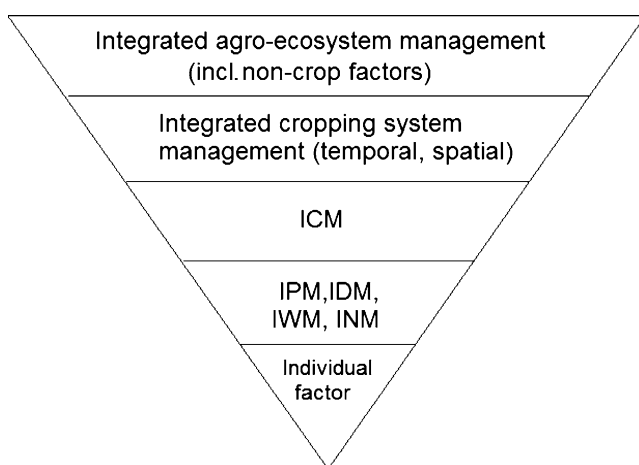 Integrated agro-ecosystem management
(incl. non-crop factors)
Integrated cropping system
management (temporal, spatial)
ICM
IPM,IDM,
IWM, INM
Individual
factor